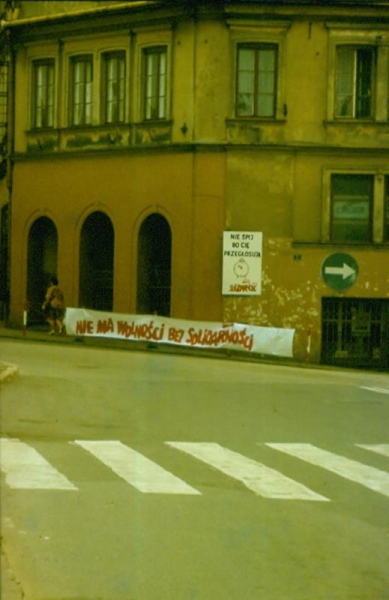 NIE ŚPIJ
BO CIĘ
PRZEGŁOSUJĄ
NIE MA WOLNOŚCI BEZ SOLIDARNOŚCI